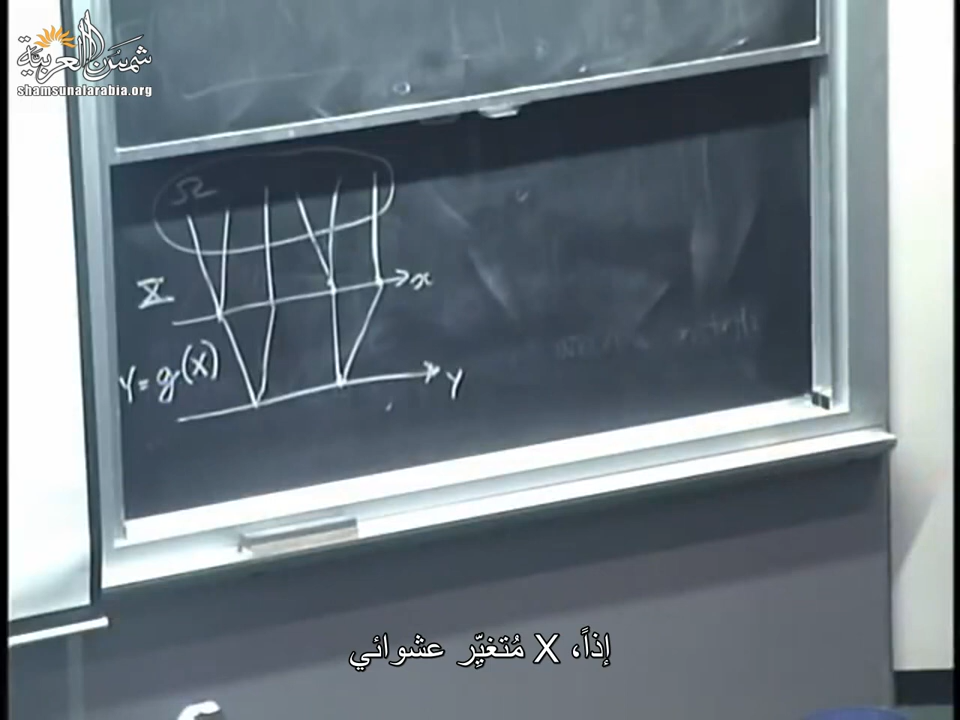 شمسُ العربية
shamsunalarabia.org
Ω
X
x
Y = g(X)
y
إذاً، X مُتغيِّر عشوائي